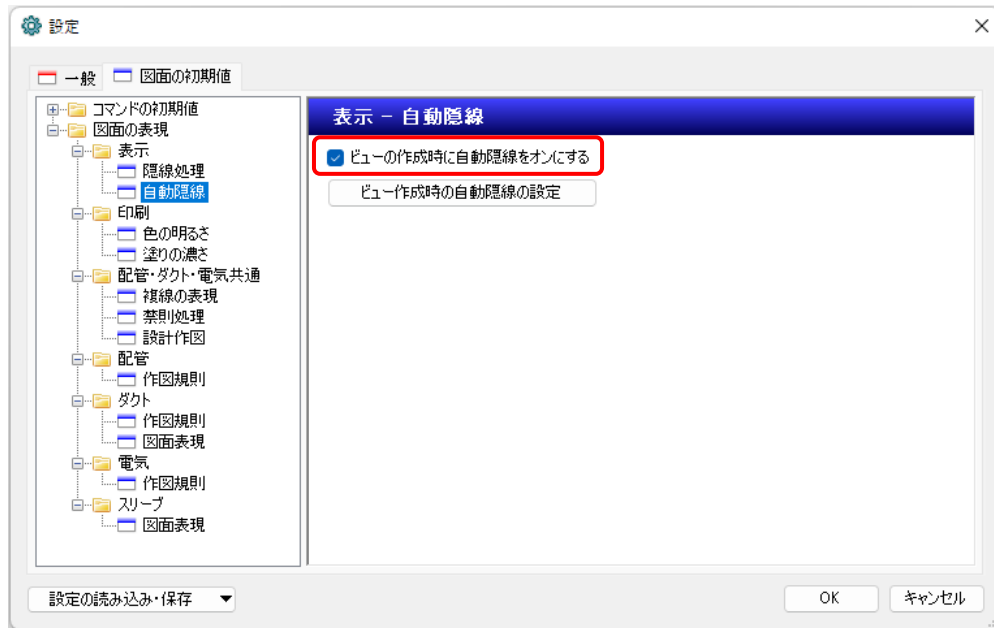 設定
一般
図面の初期値
コマンドの初期値
図面の表現
表示
隠線処理
自動隠線
印刷
色の明るさ
塗りの濃さ
配管・ダクト・電気共通
複線の表現
禁則処理
設計作図
配管
作図規則
ダクト
作図規則
図面表現
電気
作図規則
スリーブ
図面表現
表示 - 自動隠線
ビューの作成時に自動隠線をオンにする
ビュー作成時の自動隠線の設定
設定の読み込み・保存
OK
キャンセル